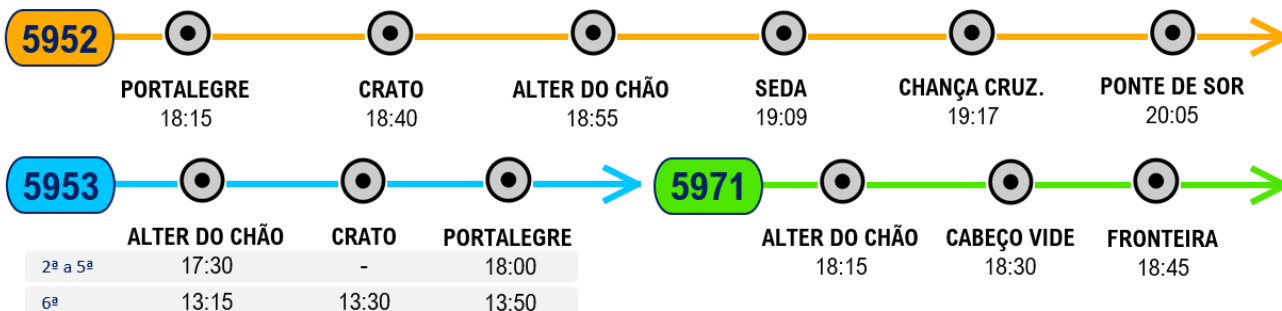 5952
PORTALEGRE CRATO ALTER DO CHÃO SEDA CHANÇA CRUZ. PONTE DE SOR
18:15 18:40 18:55 19:09 19:17 20:05
5953
ALTER DO CHÃO CRATO PORTALEGRE
2ª a 5ª 17:30 - 18:00
6ª 13:15 13:30 13:50
5971
ALTER DO CHÃO CABEÇO VIDE FRONTEIRA
18:15 18:30 18:45